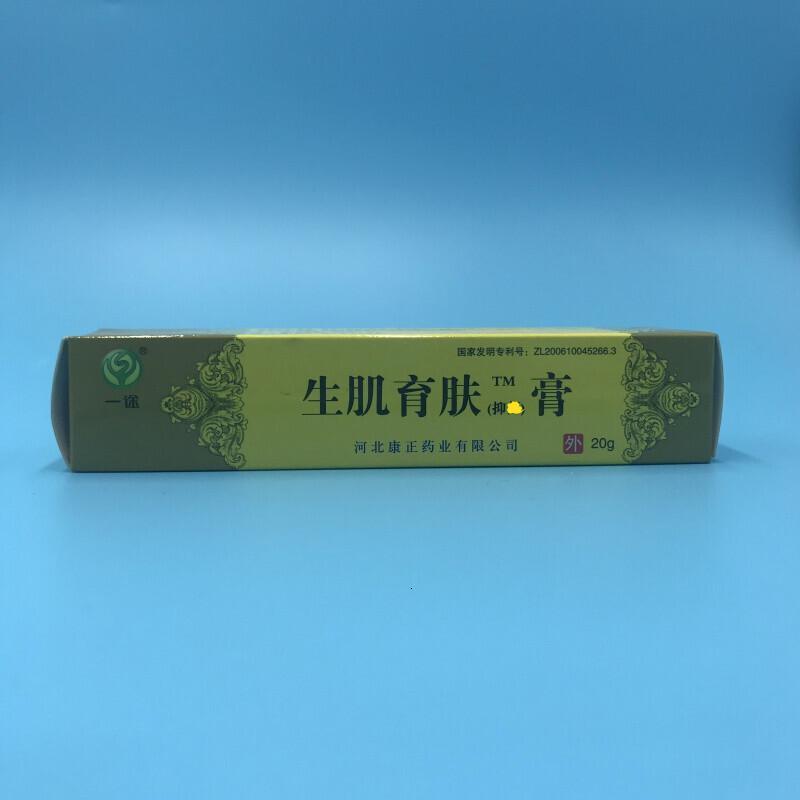 国家发明专利号：ZL200610045266.3
®
一途
生肌育肤™(抑)膏
河北康正药业有限公司
外 20g